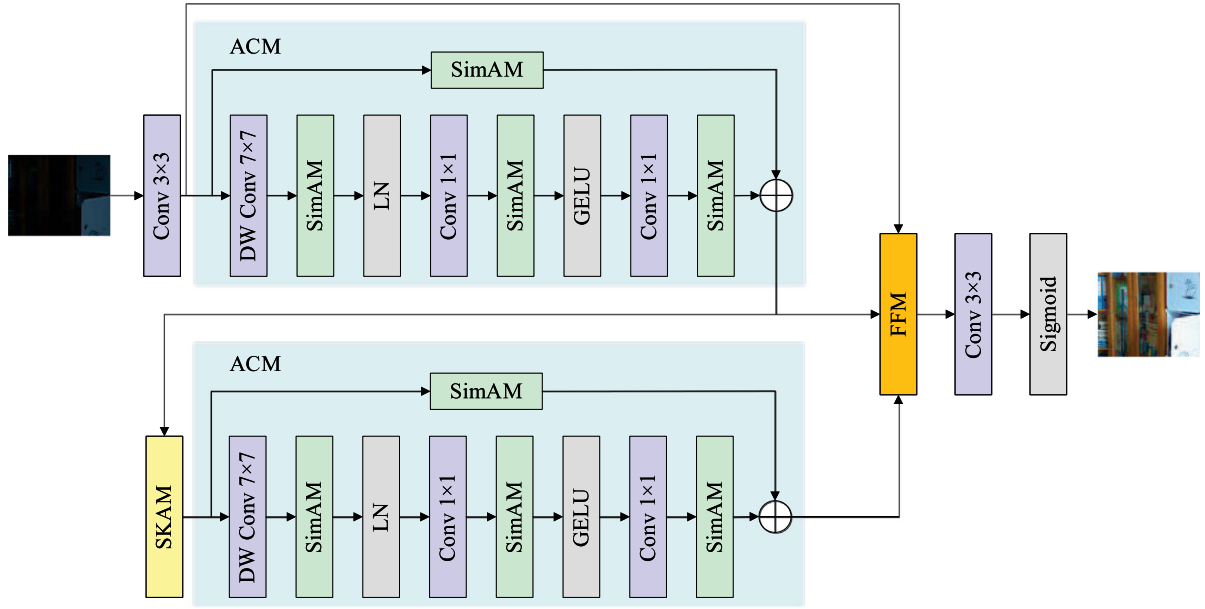 ACM
SimAM
Conv 3×3
DW Conv 7×7
SimAM
LN
Conv 1×1
SimAM
GELU
Conv 1×1
SimAM
FFM
Conv 3×3
Sigmoid
ACM
SimAM
SKAM
DW Conv 7×7
SimAM
LN
Conv 1×1
SimAM
GELU
Conv 1×1
SimAM